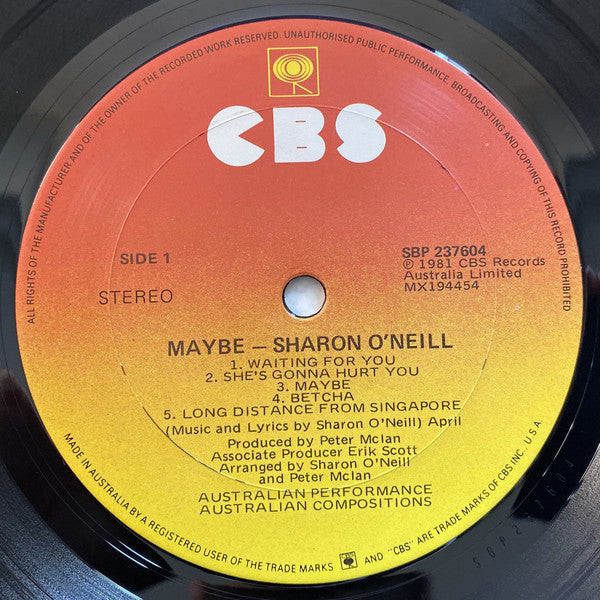 ALL RIGHTS OF THE MANUFACTURER AND OF THE OWNER OF THE RECORDED WORK RESERVED. UNAUTHORISED PUBLIC PERFORMANCE, BROADCASTING AND COPYING OF THIS RECORD PROHIBITED
CBS
SIDE 1
STEREO
SBP 237604
℗ 1981 CBS Records
Australia Limited
MX194454
MAYBE – SHARON O'NEILL
1. WAITING FOR YOU
2. SHE'S GONNA HURT YOU
3. MAYBE
4. BETCHA
5. LONG DISTANCE FROM SINGAPORE
(Music and Lyrics by Sharon O'Neill) April
Produced by Peter McIan
Associate Producer Erik Scott
Arranged by Sharon O'Neill
and Peter McIan
AUSTRALIAN PERFORMANCE
AUSTRALIAN COMPOSITIONS
MADE IN AUSTRALIA BY A REGISTERED USER OF THE TRADE MARKS AND "CBS" ARE TRADE MARKS OF CBS INC. U.S.A.